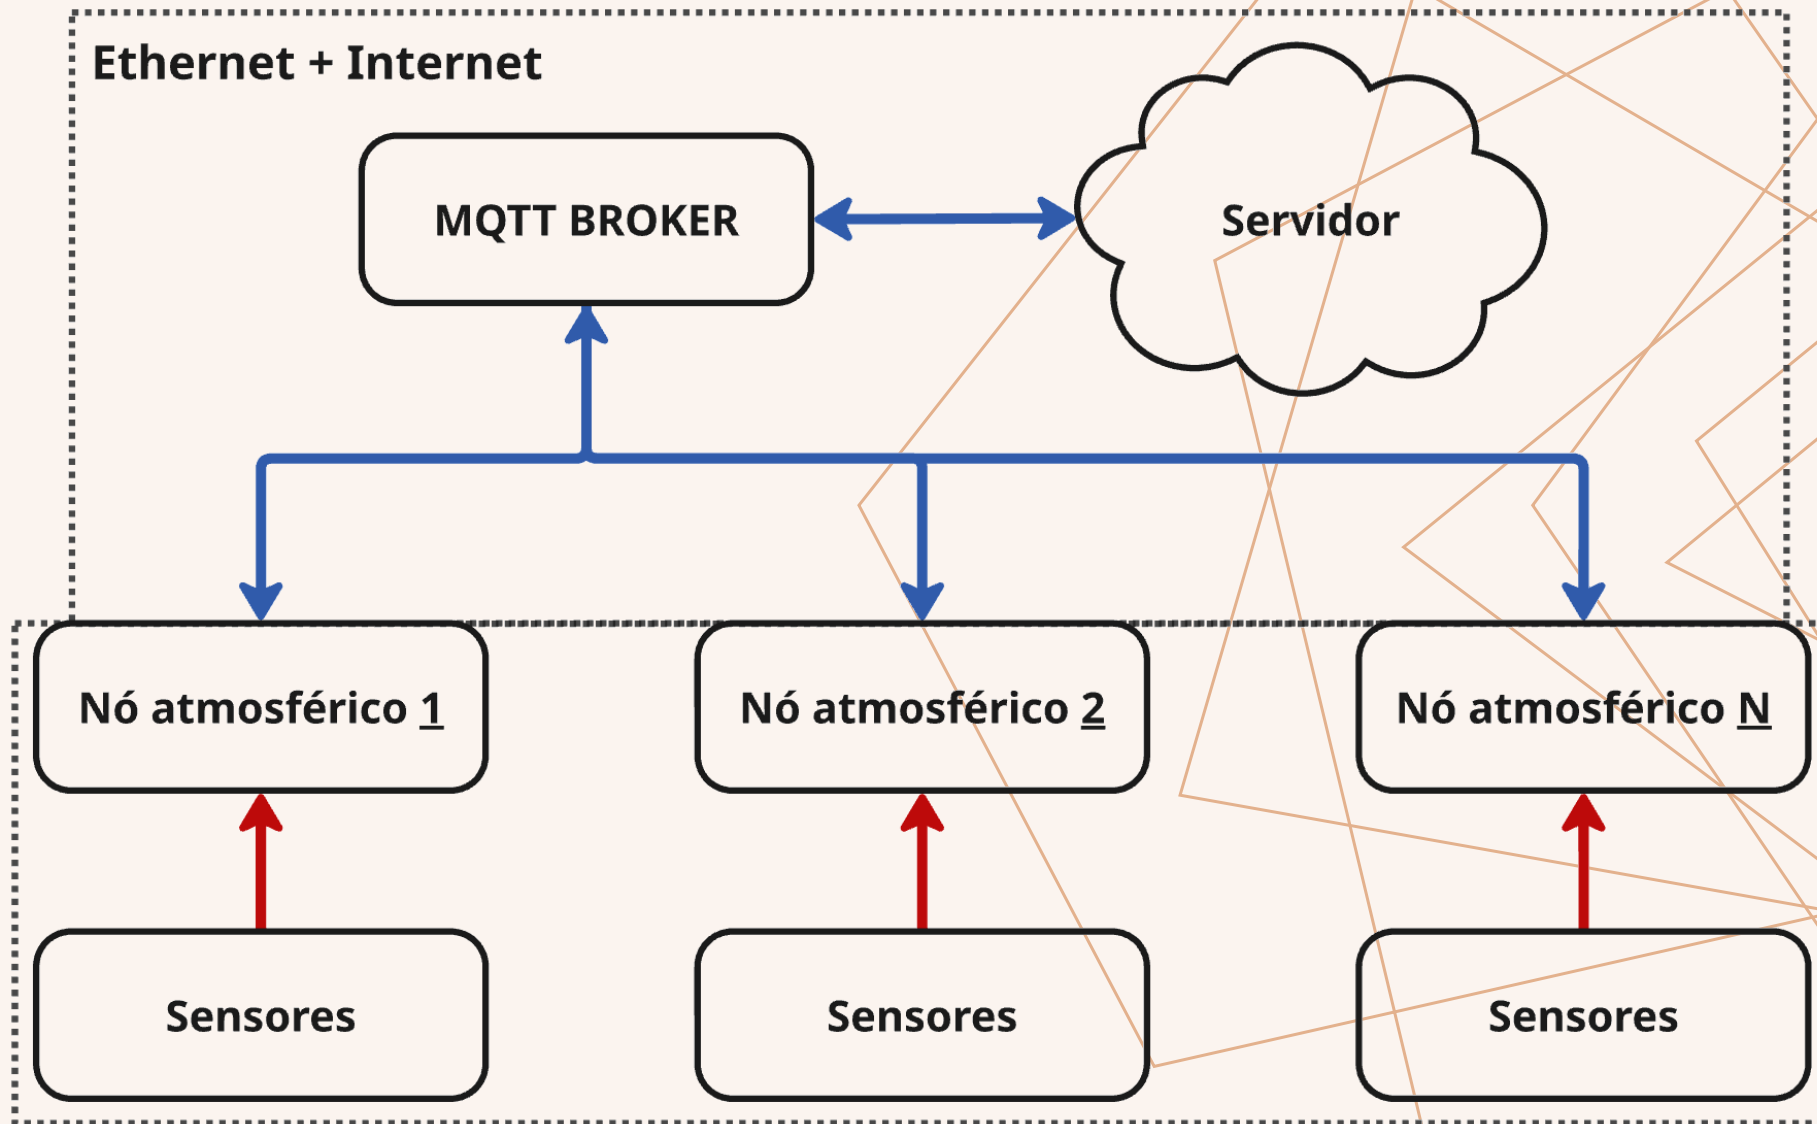 Ethernet + Internet
MQTT BROKER
Servidor
Nó atmosférico 1
Nó atmosférico 2
Nó atmosférico N
Sensores
Sensores
Sensores